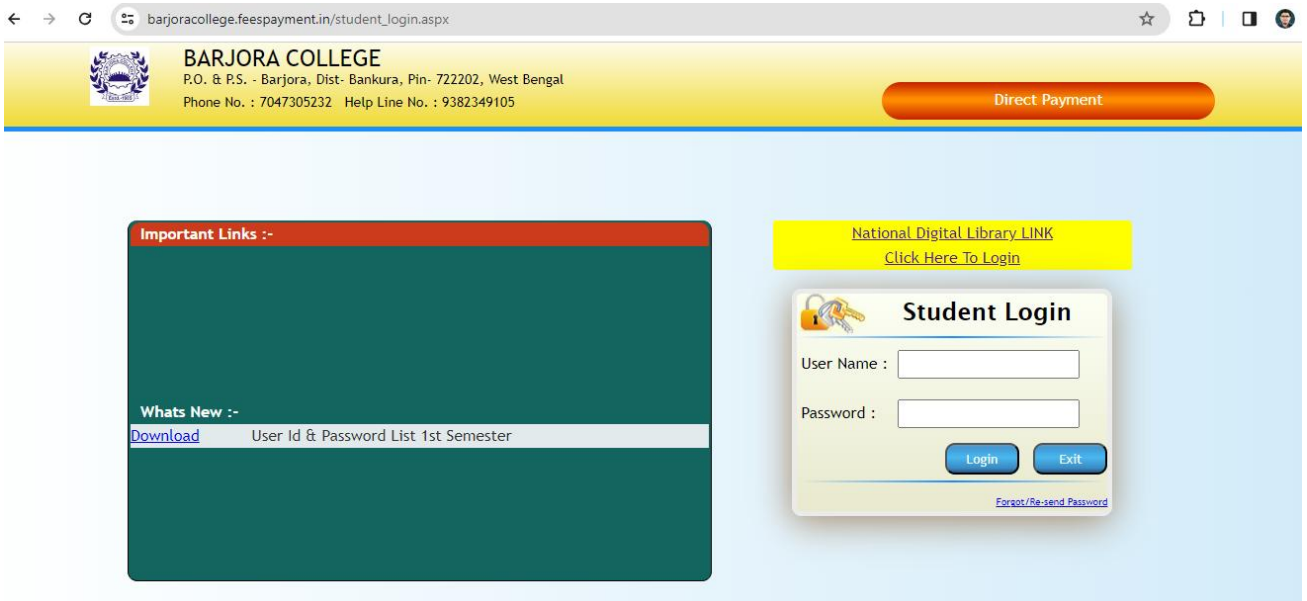 barjoracollege.feespayment.in/student_login.aspx
BARJORA COLLEGE
P.O. & P.S. - Barjora, Dist- Bankura, Pin- 722202, West Bengal
Phone No. : 7047305232 Help Line No. : 9382349105
Direct Payment
Important Links :-
Whats New :-
Download User Id & Password List 1st Semester
National Digital Library LINK
Click Here To Login
Student Login
User Name :
Password :
Login Exit
Forgot/Re-send Password